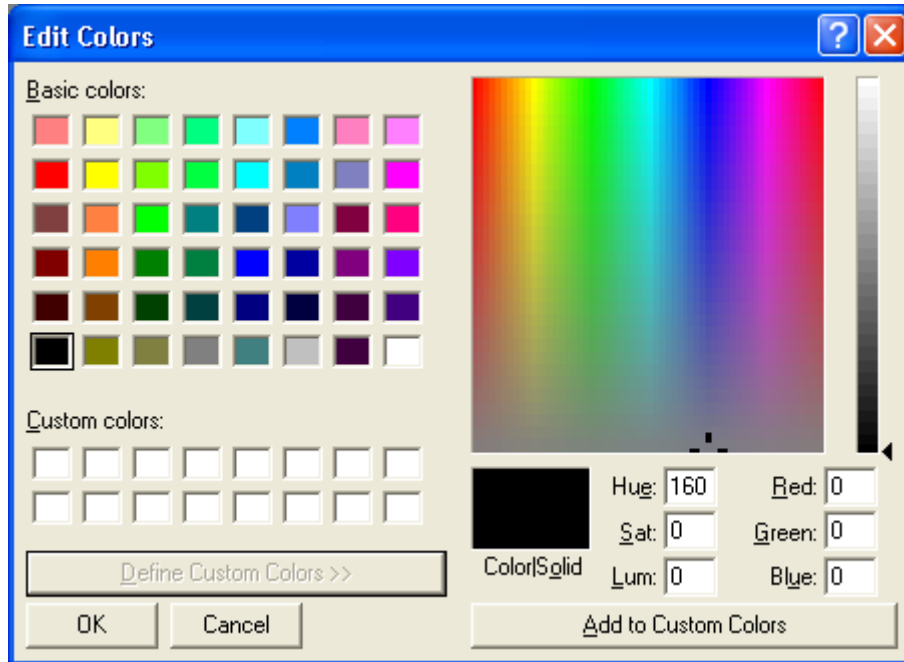 Edit Colors
Basic colors:
Custom colors:
Define Custom Colors >>
OK Cancel
Color|Solid
Hue: 160 Red: 0
Sat: 0 Green: 0
Lum: 0 Blue: 0
Add to Custom Colors